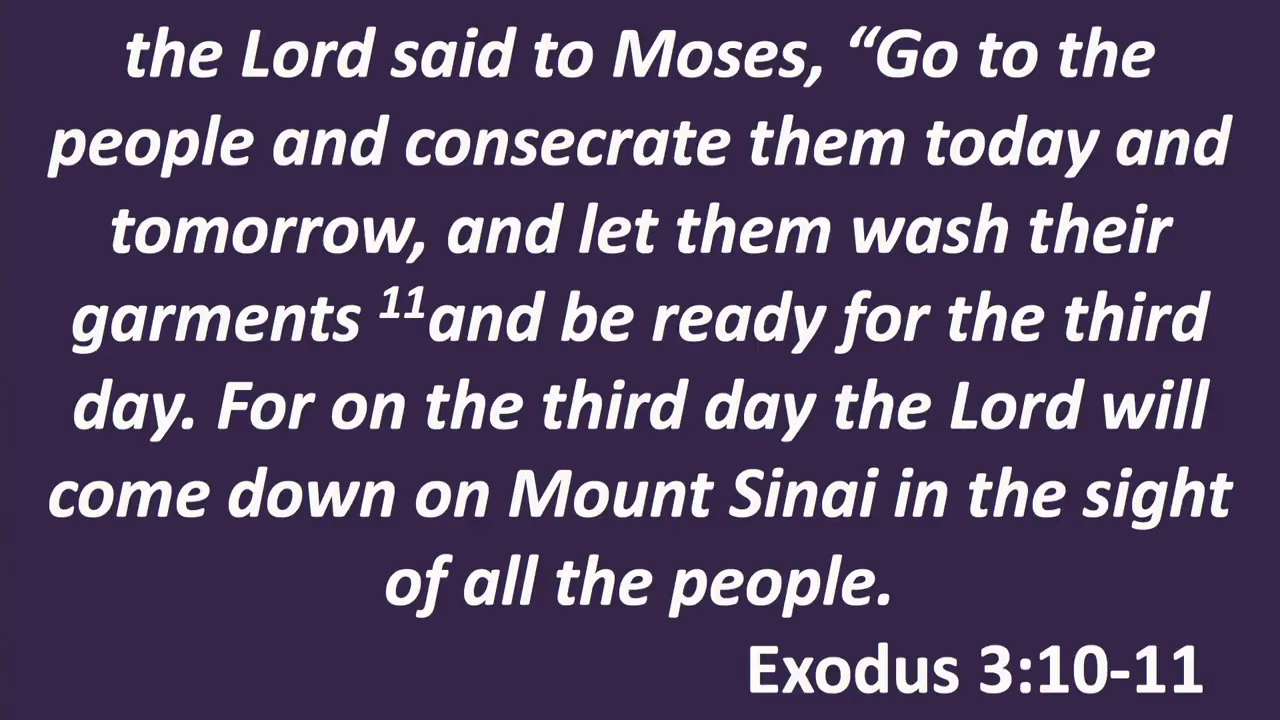 the Lord said to Moses, “Go to the
people and consecrate them today and
tomorrow, and let them wash their
garments ¹¹and be ready for the third
day. For on the third day the Lord will
come down on Mount Sinai in the sight
of all the people.
Exodus 3:10-11